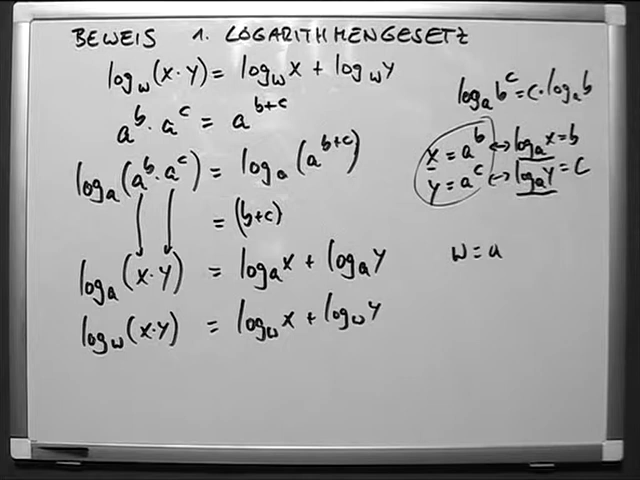 BEWEIS 1. LOGARITHMENGESETZ
log_w(x·y) = log_w x + log_w y
a^b · a^c = a^{b+c}
log_a(a^b · a^c) = log_a(a^{b+c})
= (b+c)
log_a(x·y) = log_a x + log_a y
log_w(x·y) = log_w x + log_w y
log_a b^c = c·log_a b
x = a^b ↔ log_a x = b
y = a^c ↔ log_a y = c
w = a